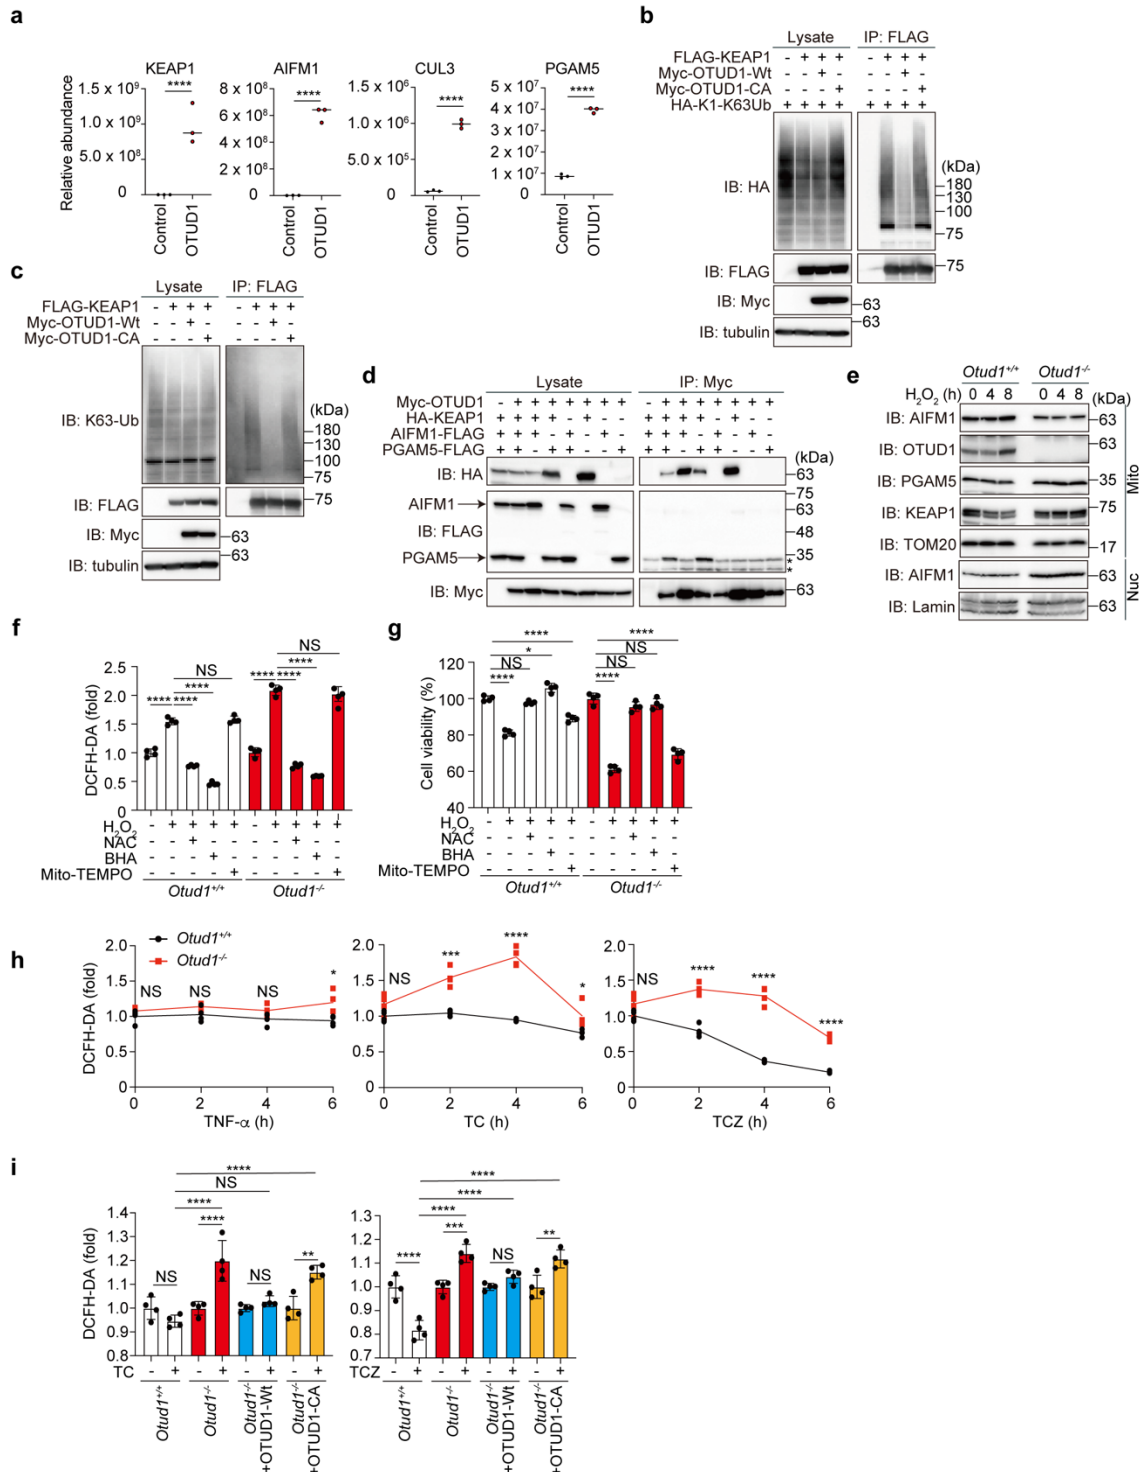 a
KEAP1 AIFM1 CUL3 PGAM5
**** **** **** ****
Relative abundance
1.5 x 10⁹
1.0 x 10⁹
5.0 x 10⁸
0
8 x 10⁸
6 x 10⁸
4 x 10⁸
2 x 10⁸
0
1.5 x 10⁶
1.0 x 10⁶
5.0 x 10⁵
0
5 x 10⁷
4 x 10⁷
3 x 10⁷
2 x 10⁷
1 x 10⁷
0
Control OTUD1 Control OTUD1 Control OTUD1 Control OTUD1
b
Lysate IP: FLAG
FLAG-KEAP1 - + + + - + + +
Myc-OTUD1-Wt - - + - - - + -
Myc-OTUD1-CA - - - + - - - +
HA-K1-K63Ub + + + + + + + +
(kDa)
IB: HA
180
130
100
75
IB: FLAG 75
IB: Myc 63
IB: tubulin 63
c
Lysate IP: FLAG
FLAG-KEAP1 - + + + - + + +
Myc-OTUD1-Wt - - + - - - + -
Myc-OTUD1-CA - - - + - - - +
(kDa)
IB: K63-Ub
180
130
100
75
IB: FLAG 75
IB: Myc 63
IB: tubulin 63
d
Lysate IP: Myc
Myc-OTUD1
HA-KEAP1
AIFM1-FLAG
PGAM5-FLAG
(kDa)
IB: HA 63
AIFM1
IB: FLAG
PGAM5
75
63
48
35
*
*
IB: Myc 63
e
Otud1+/+ Otud1-/-
H₂O₂ (h) 0 4 8 0 4 8 (kDa)
IB: AIFM1 63
IB: OTUD1 63
IB: PGAM5 35
IB: KEAP1 63
IB: TOM20 17
Mito
IB: AIFM1 63
IB: Lamin 63
Nuc
f
NS
****
**** ****
NS
****
**** ****
DCFH-DA (fold)
2.5
2.0
1.5
1.0
0.5
0
H₂O₂ - + + + + - + + + +
NAC - - + - - - - + - -
BHA - - - + - - - - + -
Mito-TEMPO - - - - + - - - - +
Otud1+/+ Otud1-/-
g
****
*
NS
****
****
NS
NS
****
Cell viability (%)
120
100
80
60
40
H₂O₂ - + + + + - + + + +
NAC - - + - - - - + - -
BHA - - - + - - - - + -
Mito-TEMPO - - - - + - - - - +
Otud1+/+ Otud1-/-
h
Otud1+/+
Otud1-/-
DCFH-DA (fold)
2.0
1.5
1.0
0.5
0
NS NS NS *
0 2 4 6
TNF-α (h)
2.0
1.5
1.0
0.5
0
NS *** **** *
0 2 4 6
TC (h)
2.0
1.5
1.0
0.5
0
NS **** **** ****
0 2 4 6
TCZ (h)
i
****
NS
****
NS **** NS **
DCFH-DA (fold)
1.4
1.3
1.2
1.1
1.0
0.9
0.8
TC - + - + - + - +
Otud1+/+
Otud1-/-
Otud1-/- +OTUD1-Wt
Otud1-/- +OTUD1-CA
****
****
****
**** *** NS **
1.3
1.2
1.1
1.0
0.9
0.8
0.7
TCZ - + - + - + - +
Otud1+/+
Otud1-/-
Otud1-/- +OTUD1-Wt
Otud1-/- +OTUD1-CA